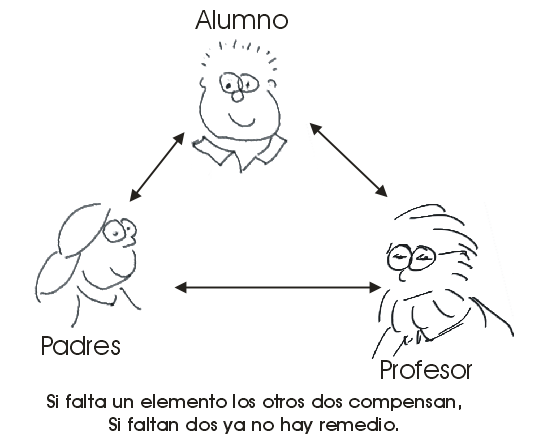 Alumno
Padres
Profesor
Si falta un elemento los otros dos compensan,
Si faltan dos ya no hay remedio.